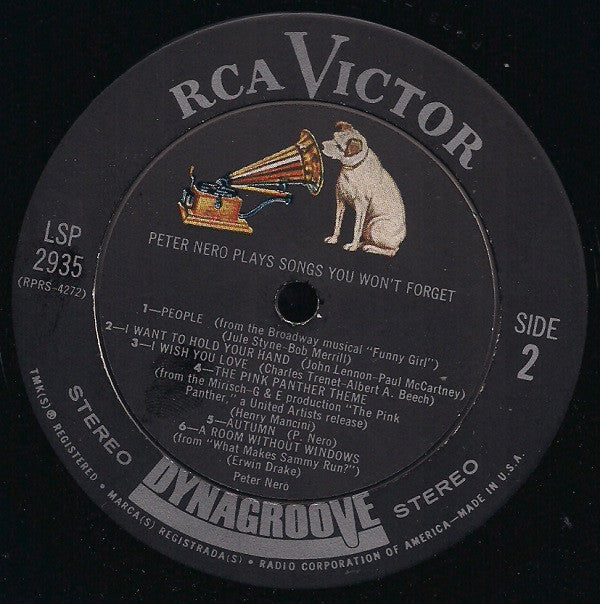 RCA VICTOR
PETER NERO PLAYS SONGS YOU WON'T FORGET
LSP
2935
(RPRS-4272)
SIDE
2
1—PEOPLE (from the Broadway musical "Funny Girl")
(Jule Styne-Bob Merrill)
2—I WANT TO HOLD YOUR HAND (John Lennon-Paul McCartney)
3—I WISH YOU LOVE (Charles Trenet-Albert A. Beech)
4—THE PINK PANTHER THEME
(from the Mirisch-G & E production "The Pink
Panther," a United Artists release)
(Henry Mancini)
5—AUTUMN (P. Nero)
6—A ROOM WITHOUT WINDOWS
(from "What Makes Sammy Run?")
(Erwin Drake)
Peter Nero
STEREO
DYNAGROOVE
STEREO
TMK(S) ® REGISTERED • MARCA(S) REGISTRADA(S) • RADIO CORPORATION OF AMERICA—MADE IN U.S.A.